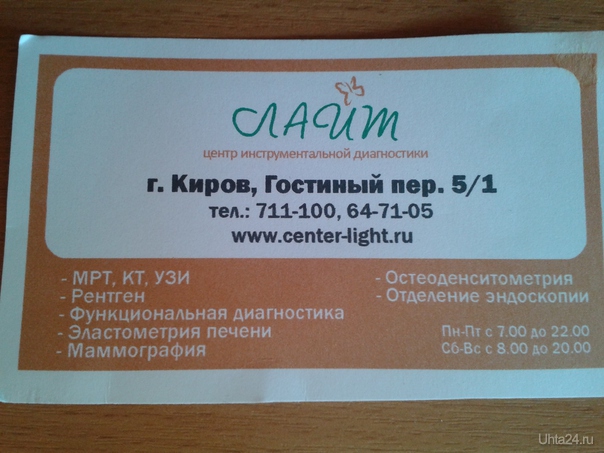 ЛАЙТ
центр инструментальной диагностики
г. Киров, Гостиный пер. 5/1
тел.: 711-100, 64-71-05
www.center-light.ru
- МРТ, КТ, УЗИ
- Рентген
- Функциональная диагностика
- Эластометрия печени
- Маммография
- Остеоденситометрия
- Отделение эндоскопии
Пн-Пт с 7.00 до 22.00
Сб-Вс с 8.00 до 20.00
Uhta24.ru